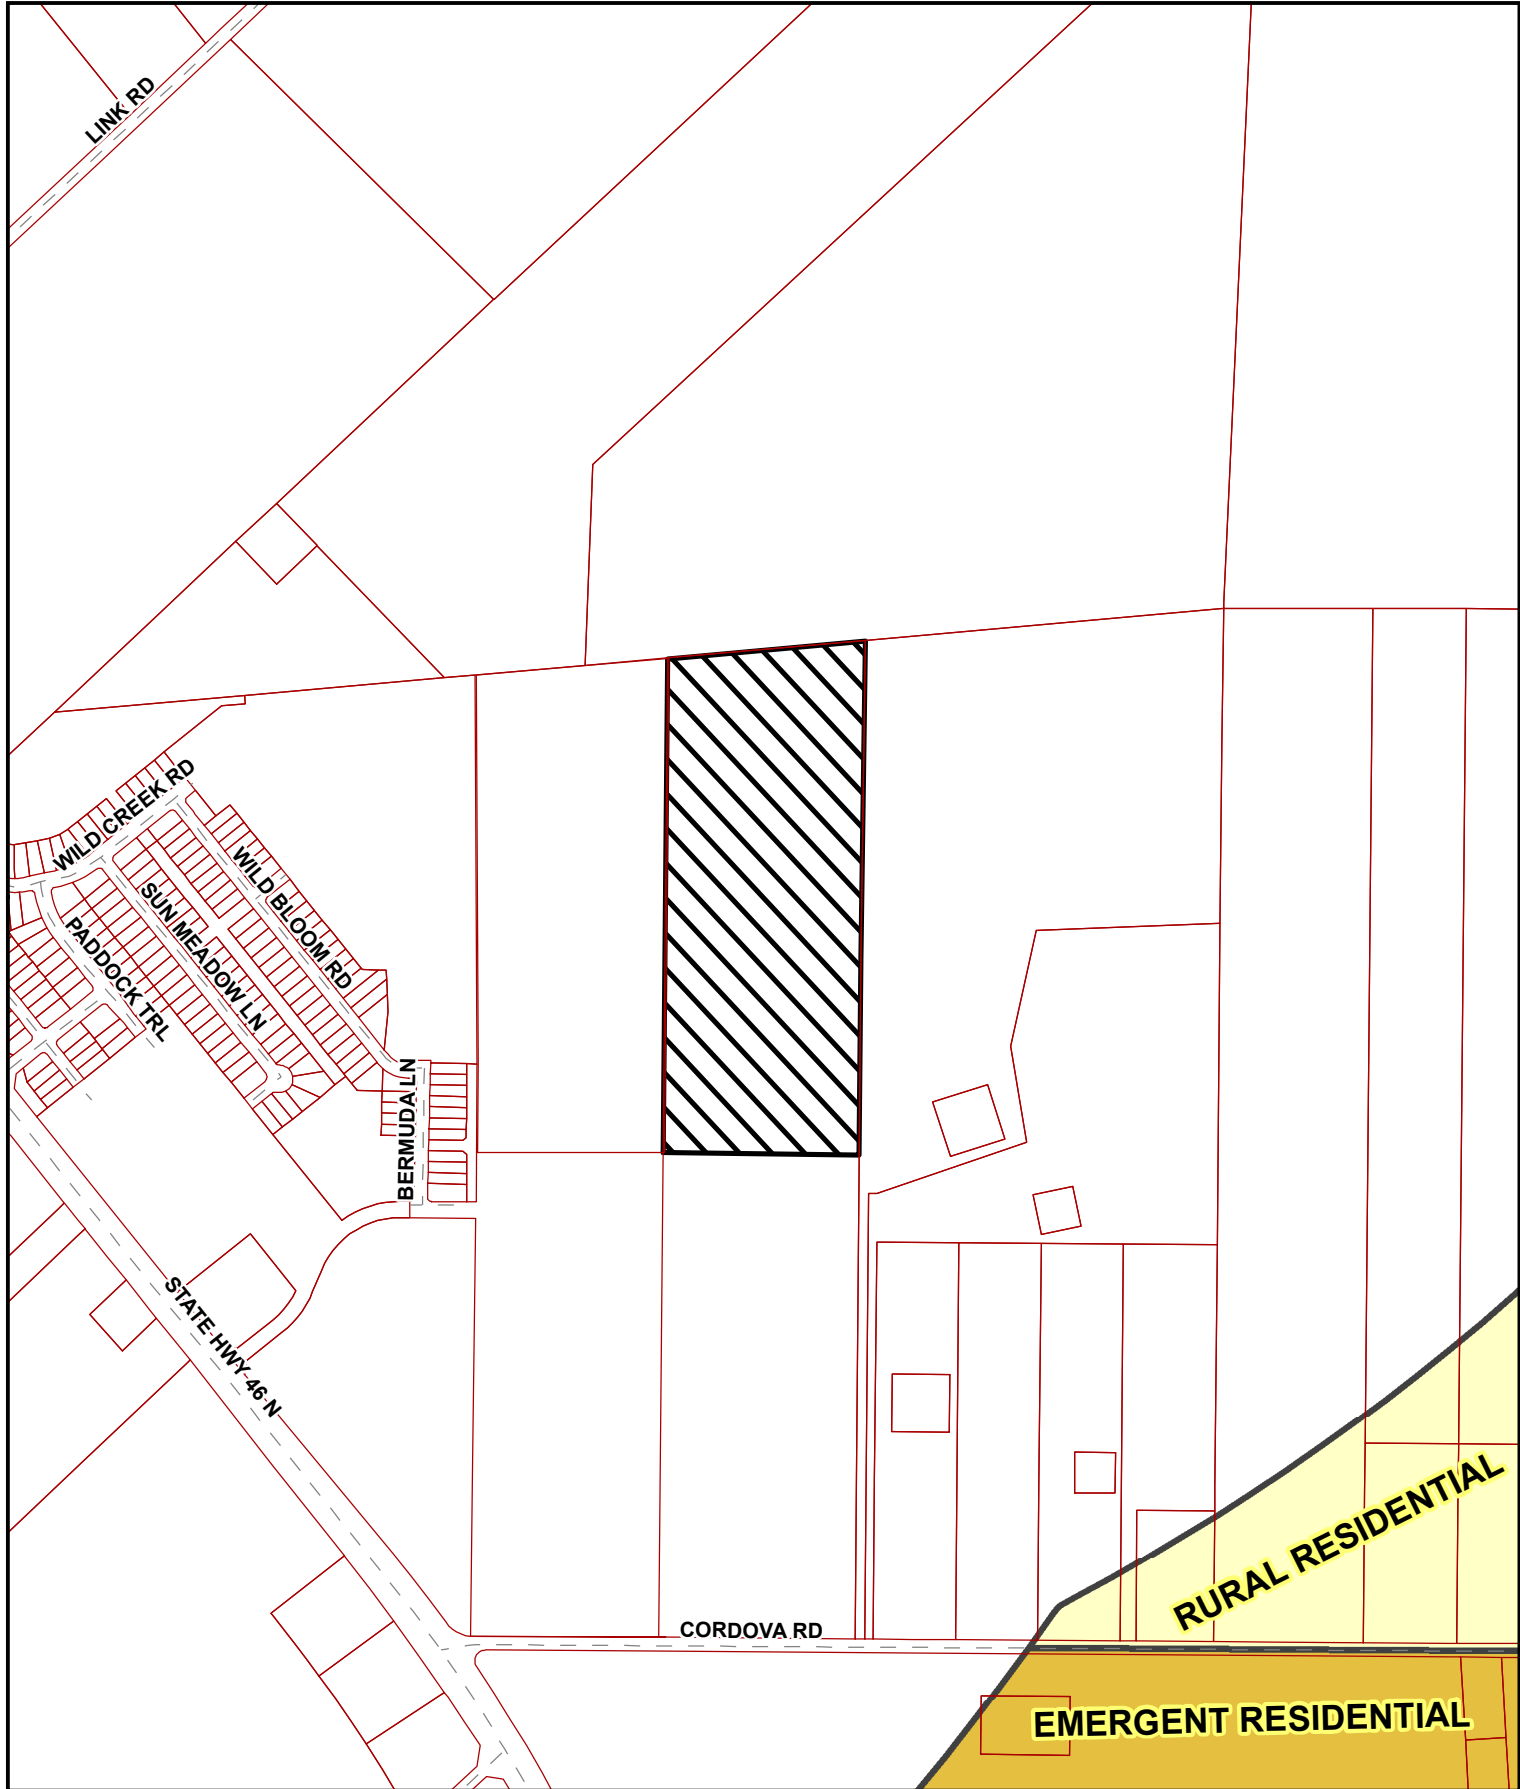 LINK RD
WILD CREEK RD
WILD BLOOM RD
SUN MEADOW LN
PADDOCK TRL
BERMUDA LN
STATE HWY 46 N
RURAL RESIDENTIAL
CORDOVA RD
EMERGENT RESIDENTIAL